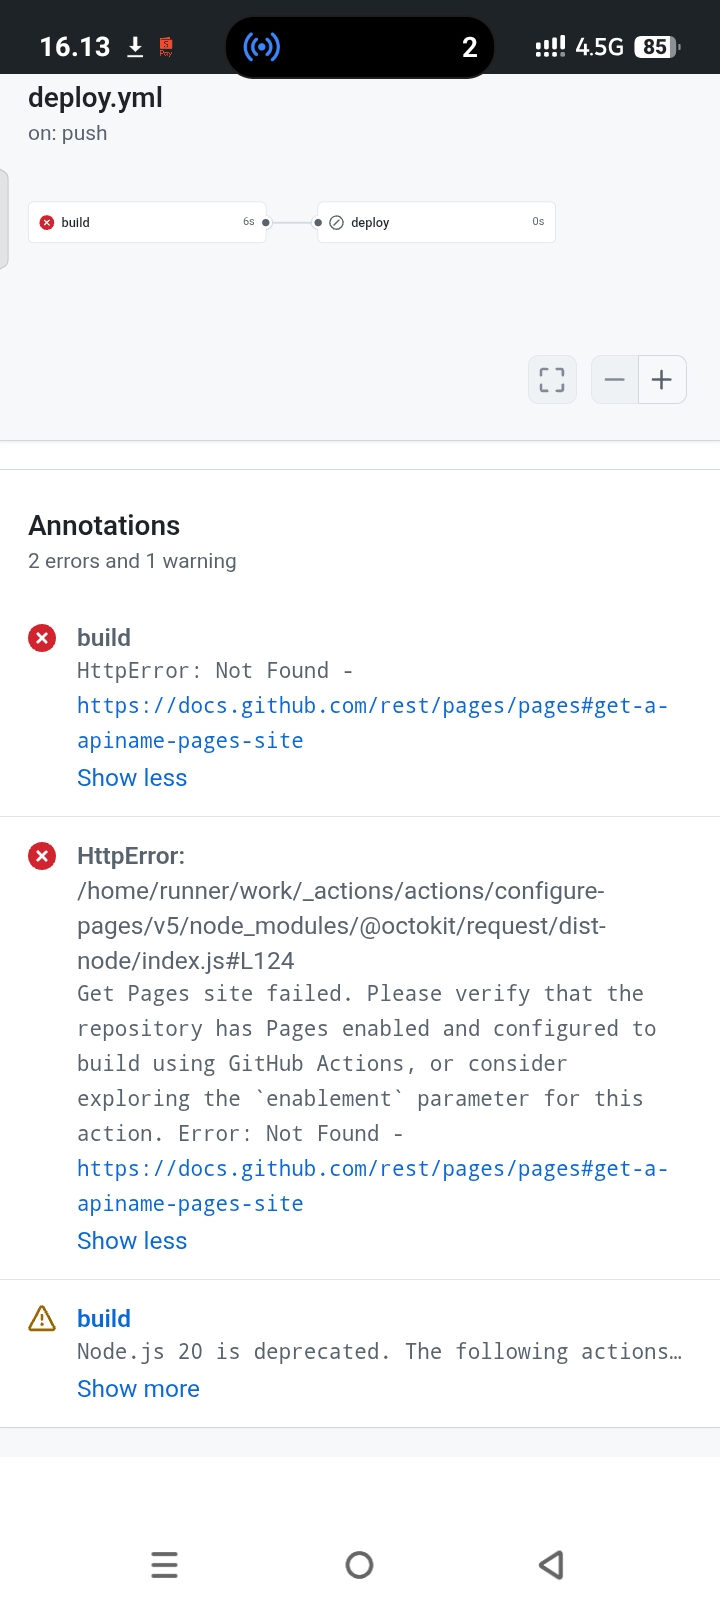 16.13
2
4.5G
85
deploy.yml
on: push
build 6s
deploy 0s
Annotations
2 errors and 1 warning
build
HttpError: Not Found -
https://docs.github.com/rest/pages/pages#get-a-
apiname-pages-site
Show less
HttpError:
/home/runner/work/_actions/actions/configure-
pages/v5/node_modules/@octokit/request/dist-
node/index.js#L124
Get Pages site failed. Please verify that the
repository has Pages enabled and configured to
build using GitHub Actions, or consider
exploring the `enablement` parameter for this
action. Error: Not Found -
https://docs.github.com/rest/pages/pages#get-a-
apiname-pages-site
Show less
build
Node.js 20 is deprecated. The following actions…
Show more